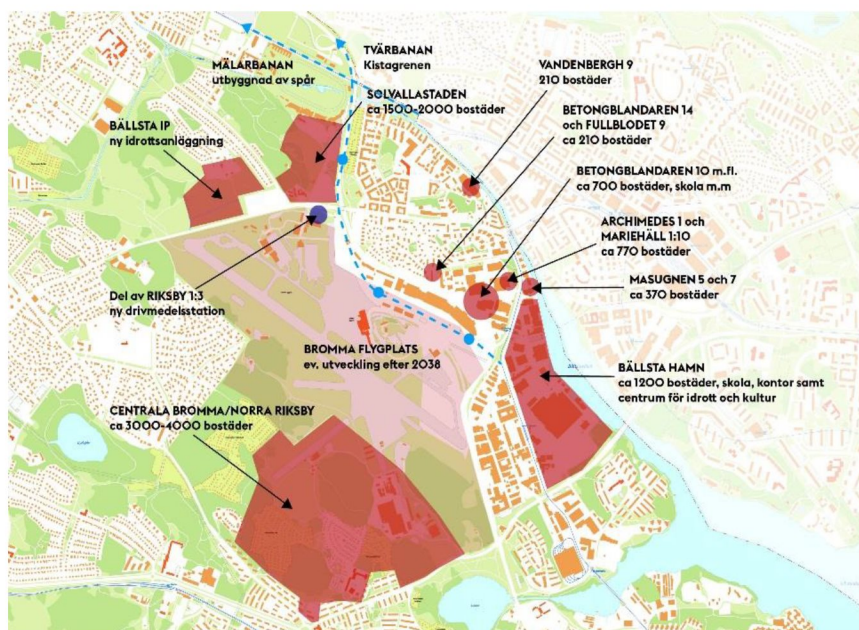 MÄLARBANAN
utbyggnad av spår
TVÄRBANAN
Kistagrenen
SOLVALLASTADEN
ca 1500-2000 bostäder
BÄLLSTA IP
ny idrottsanläggning
VANDENBERGH 9
210 bostäder
BETONGBLANDAREN 14
och FULLBLODET 9
ca 210 bostäder
BETONGBLANDAREN 10 m.fl.
ca 700 bostäder, skola m.m
ARCHIMEDES 1 och
MARIEHÄLL 1:10
ca 770 bostäder
MASUGNEN 5 och 7
ca 370 bostäder
Del av RIKSBY 1:3
ny drivmedelsstation
BROMMA FLYGPLATS
ev. utveckling efter 2038
BÄLLSTA HAMN
ca 1200 bostäder, skola, kontor samt
centrum för idrott och kultur
CENTRALA BROMMA/NORRA RIKSBY
ca 3000-4000 bostäder